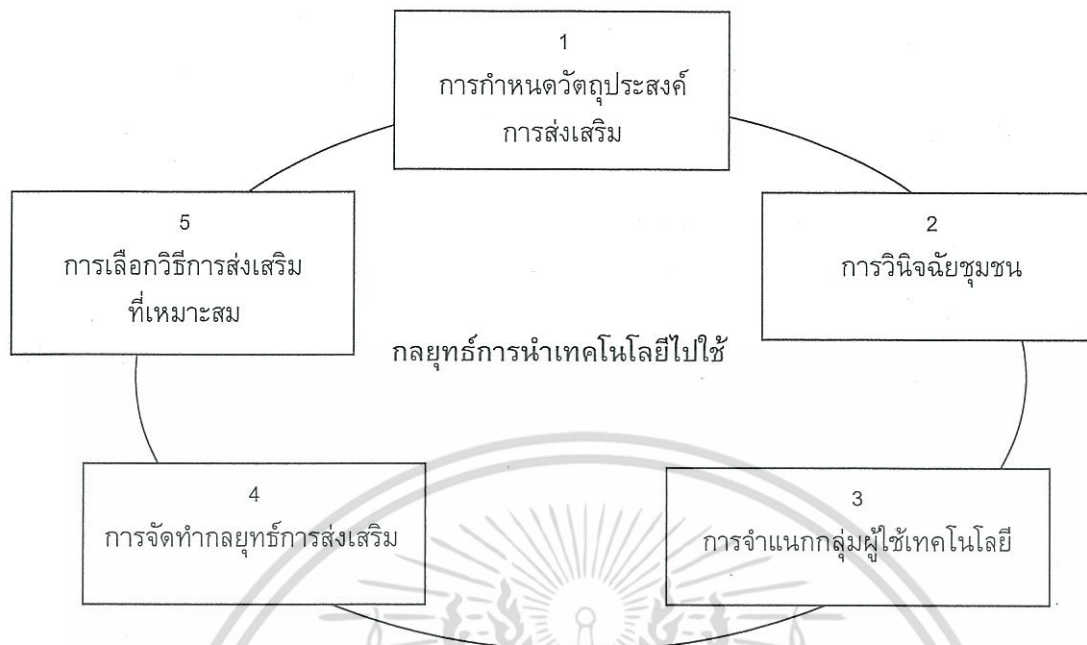 1
การกำหนดวัตถุประสงค์
การส่งเสริม
2
การวินิจฉัยชุมชน
3
การจำแนกกลุ่มผู้ใช้เทคโนโลยี
4
การจัดทำกลยุทธ์การส่งเสริม
5
การเลือกวิธีการส่งเสริม
ที่เหมาะสม
กลยุทธ์การนำเทคโนโลยีไปใช้